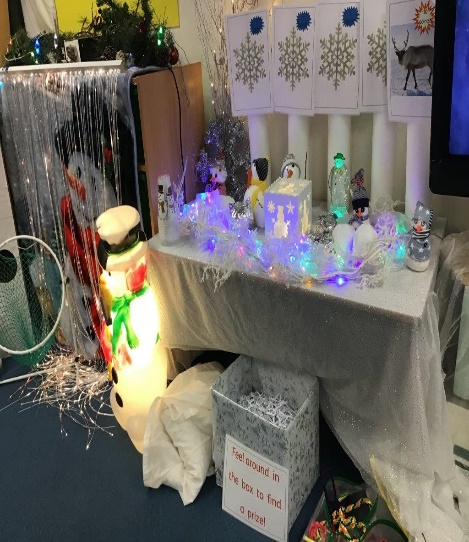 Feel around in
the box to find
a prize!